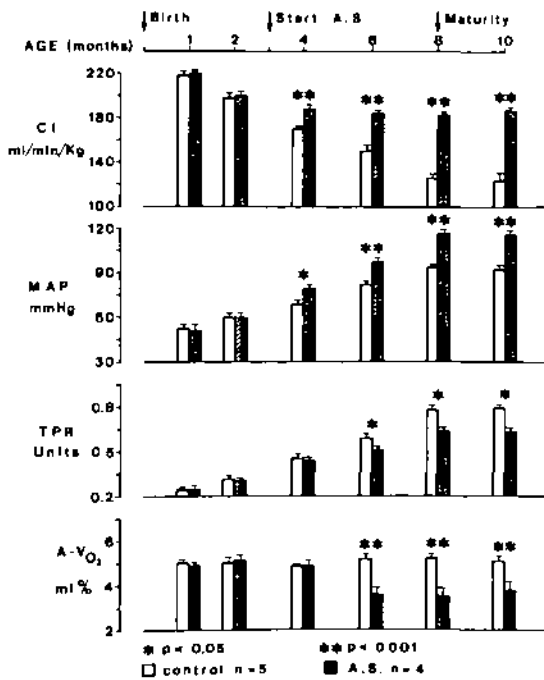 Birth Start A.S Maturity
AGE (months) 1 2 4 6 8 10
220
** ** ** **
CI 180
ml/min/Kg 140
100
120 ** **
** 
MAP 90 *
mmHg 60
30
TPR 0.8 * * *
Units 0.5
0.2
A-VO₂ 6 ** ** **
ml% 4
2
* p< 0,05 ** p< 0.001
control n=5 A.S. n=4